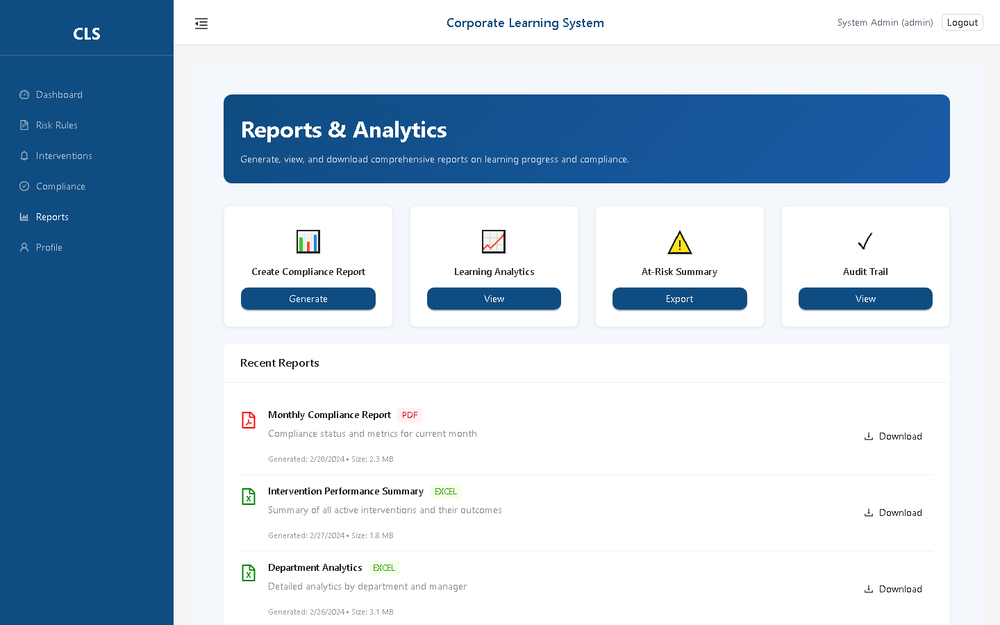 CLS
Corporate Learning System
System Admin (admin)
Logout
Dashboard
Risk Rules
Interventions
Compliance
Reports
Profile
Reports & Analytics
Generate, view, and download comprehensive reports on learning progress and compliance.
Create Compliance Report
Generate
Learning Analytics
View
At-Risk Summary
Export
Audit Trail
View
Recent Reports
Monthly Compliance Report PDF
Compliance status and metrics for current month
Generated: 2/28/2024 • Size: 2.3 MB
Download
Intervention Performance Summary EXCEL
Summary of all active interventions and their outcomes
Generated: 2/27/2024 • Size: 1.8 MB
Download
Department Analytics EXCEL
Detailed analytics by department and manager
Generated: 2/26/2024 • Size: 3.1 MB
Download